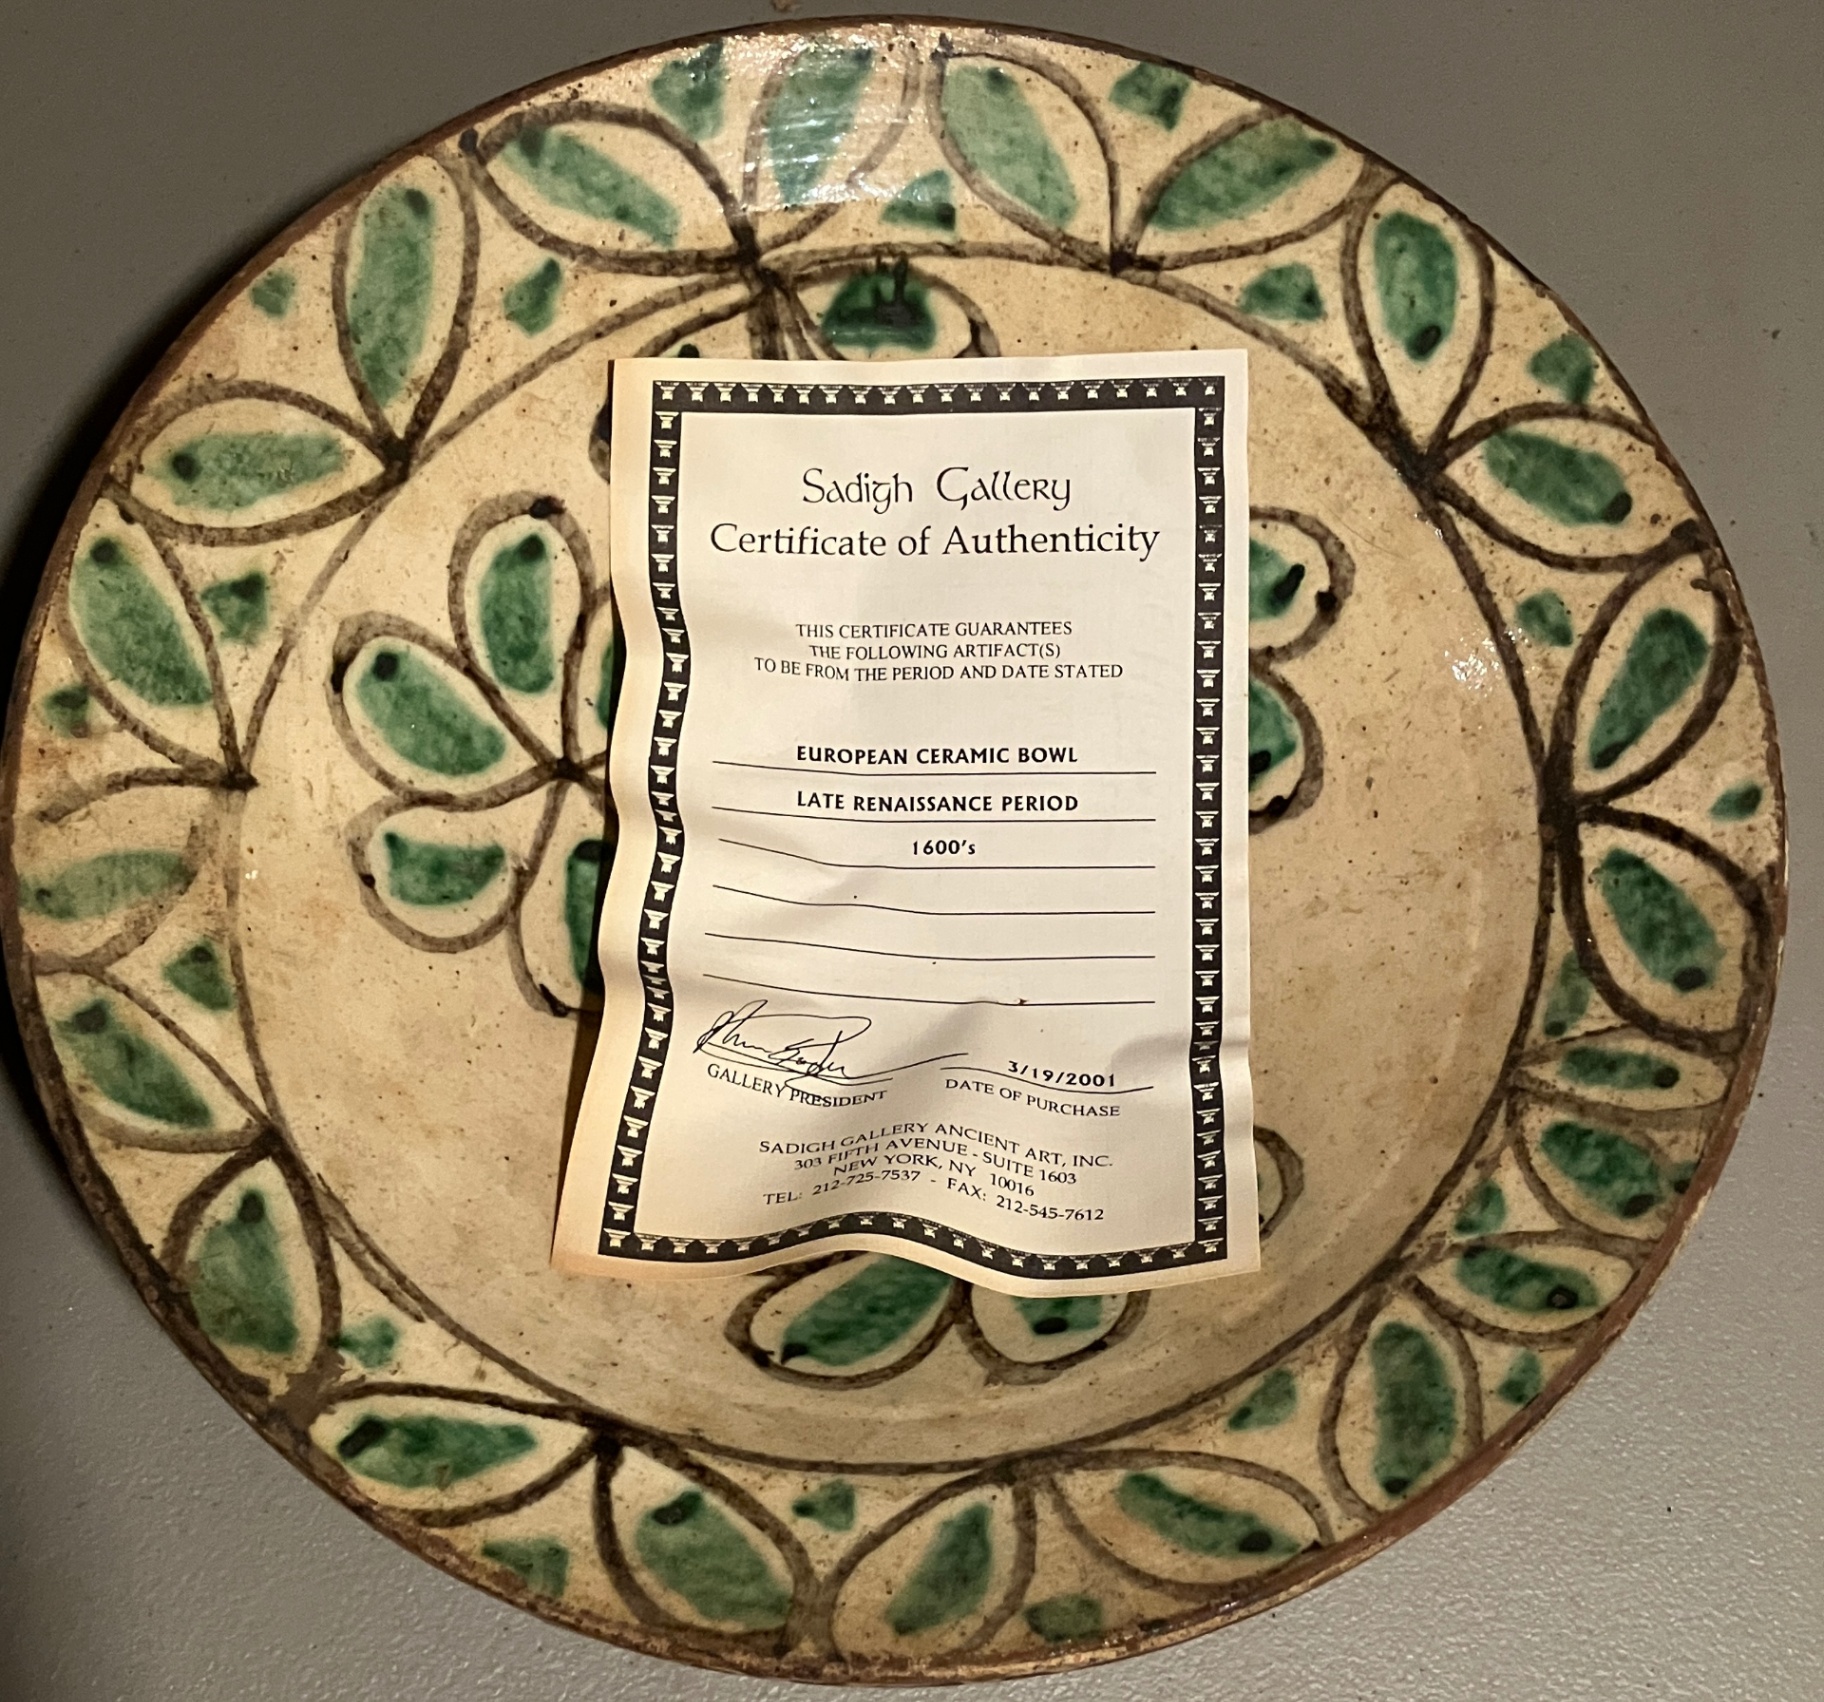 Sadigh Gallery
Certificate of Authenticity
THIS CERTIFICATE GUARANTEES
THE FOLLOWING ARTIFACT(S)
TO BE FROM THE PERIOD AND DATE STATED
EUROPEAN CERAMIC BOWL
LATE RENAISSANCE PERIOD
1600's
3/19/2001
GALLERY PRESIDENT
DATE OF PURCHASE
SADIGH GALLERY ANCIENT ART, INC.
303 FIFTH AVENUE - SUITE 1603
NEW YORK, NY 10016
TEL: 212-725-7537 - FAX: 212-545-7612